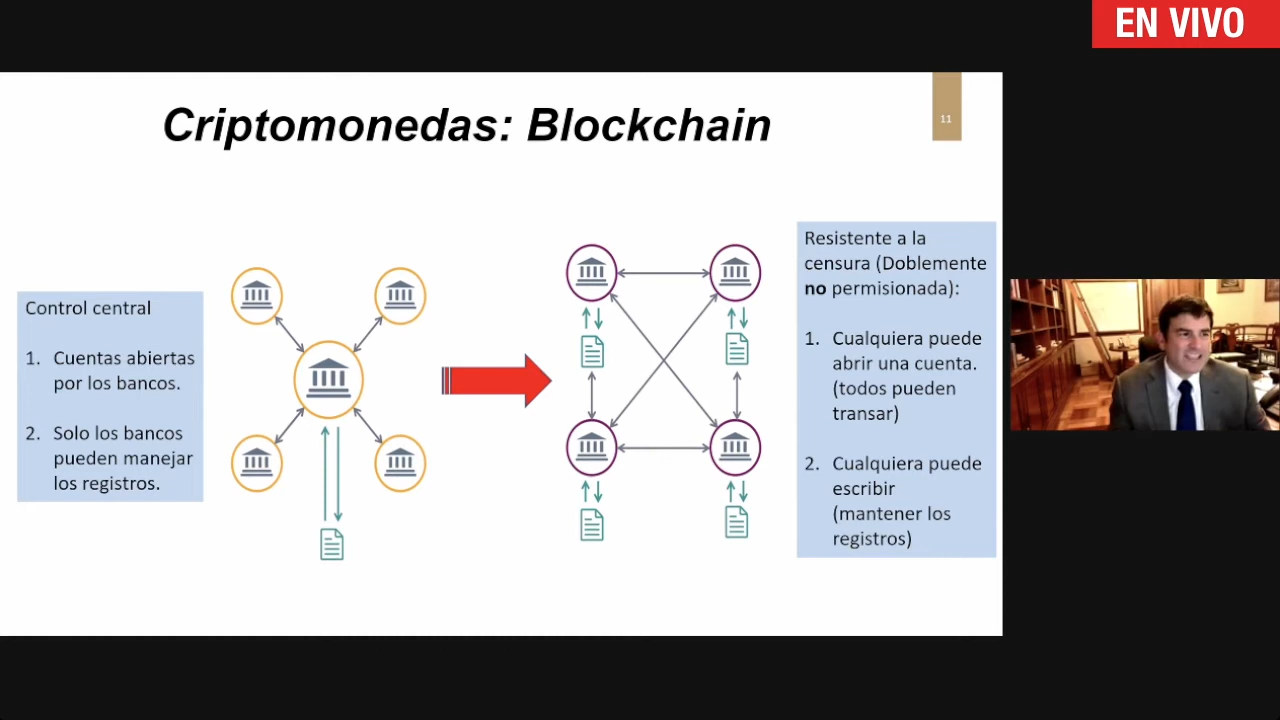 EN VIVO
Criptomonedas: Blockchain
11
Control central
1. Cuentas abiertas
por los bancos.
2. Solo los bancos
pueden manejar
los registros.
Resistente a la
censura (Doblemente
no permisionada):
1. Cualquiera puede
abrir una cuenta.
(todos pueden
transar)
2. Cualquiera puede
escribir
(mantener los
registros)